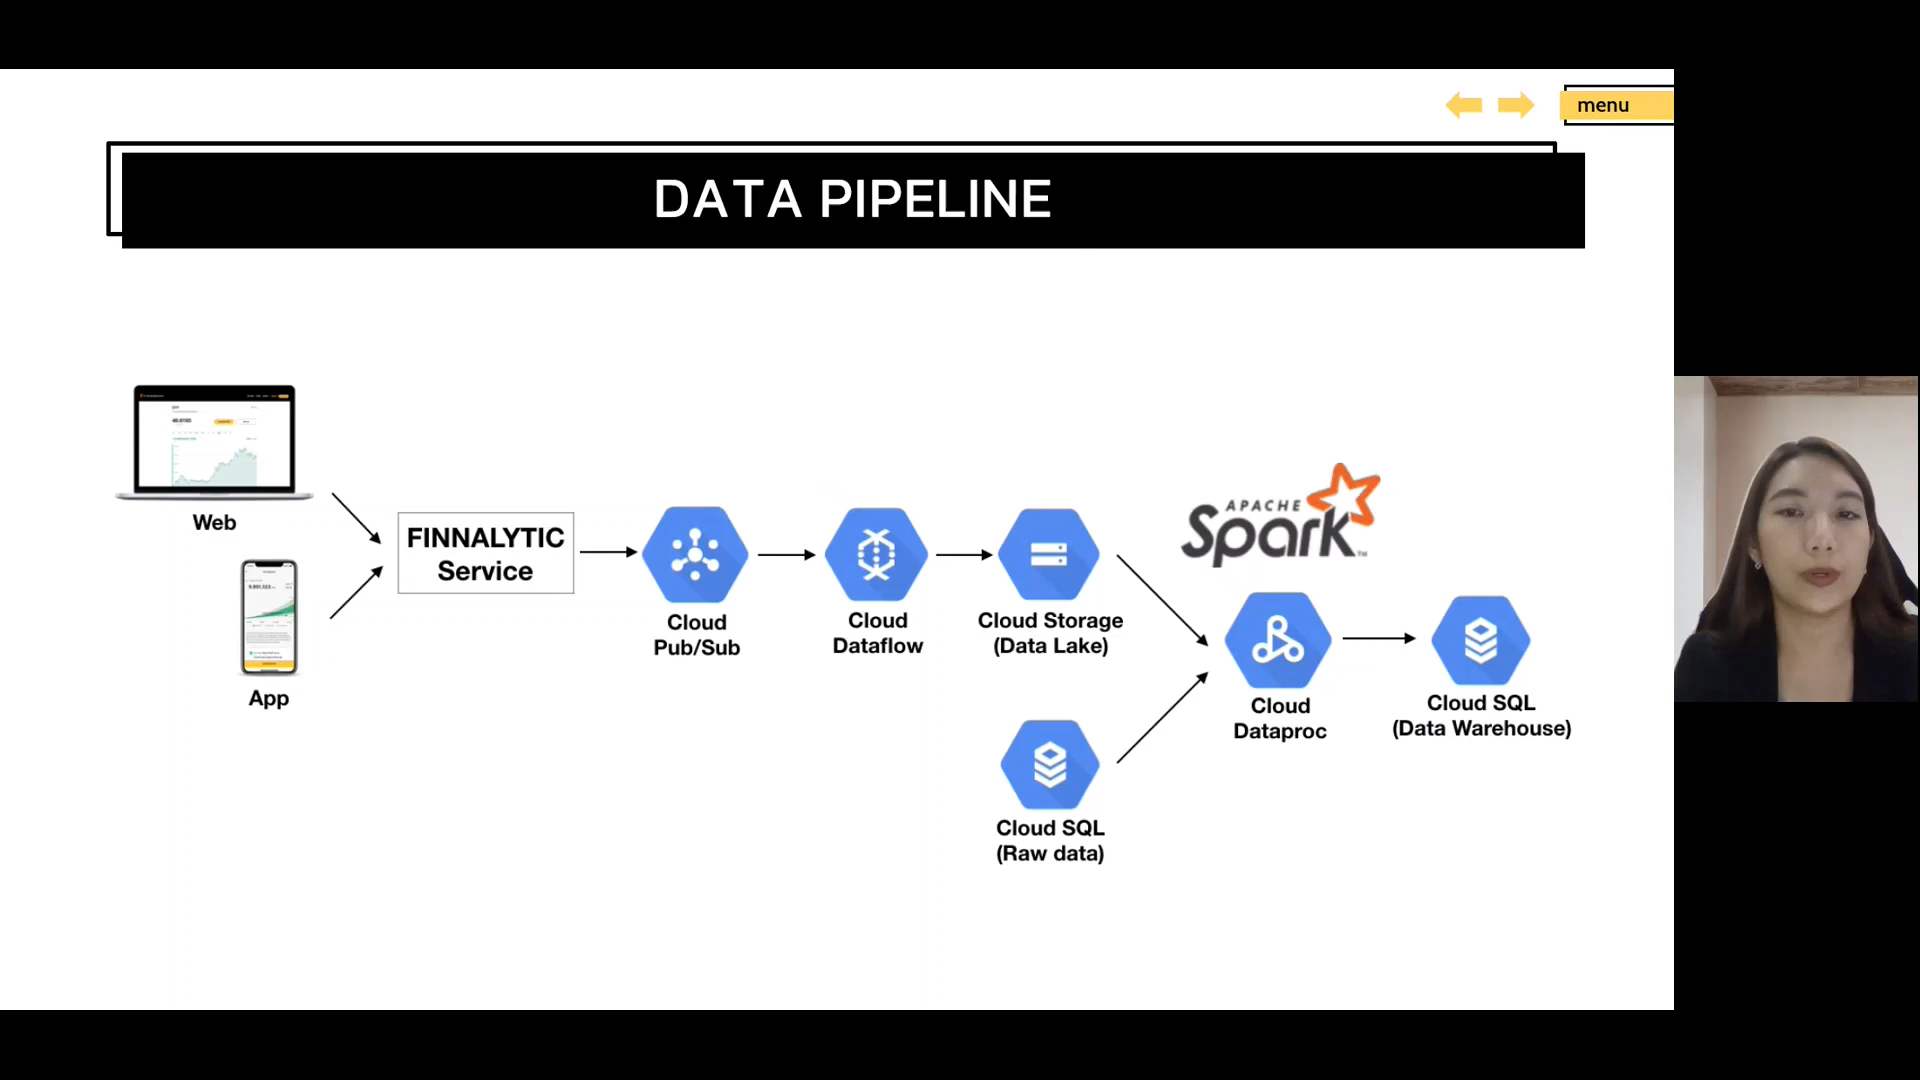 menu
DATA PIPELINE
Web
App
FINNALYTIC
Service
Cloud
Pub/Sub
Cloud
Dataflow
Cloud Storage
(Data Lake)
Cloud SQL
(Raw data)
APACHE
Spark™
Cloud
Dataproc
Cloud SQL
(Data Warehouse)